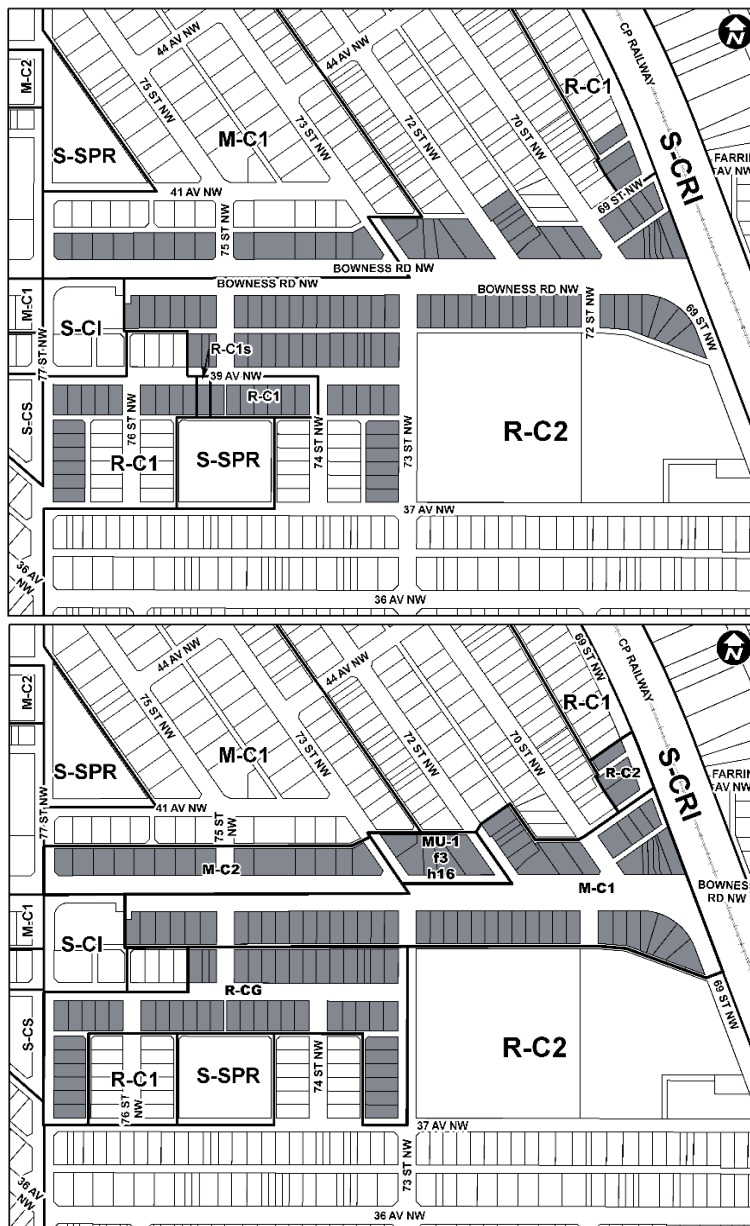 44 AV NW
44 AV NW
CP RAILWAY
N
M-C2
75 ST NW
M-C1
73 ST NW
72 ST NW
70 ST NW
R-C1
S-CRI
S-SPR
FARRIN
AV NW
41 AV NW
69 ST NW
75 ST NW
BOWNESS RD NW
BOWNESS RD NW
BOWNESS RD NW
M-C1
S-CI
77 ST NW
72 ST NW
69 ST NW
R-C1s
39 AV NW
R-C1
S-CS
76 ST NW
R-C1
S-SPR
74 ST NW
73 ST NW
R-C2
37 AV NW
36 AV
NW
36 AV NW
44 AV NW
44 AV NW
69 ST NW
CP RAILWAY
N
M-C2
75 ST NW
M-C1
73 ST NW
72 ST NW
70 ST NW
R-C1
S-CRI
S-SPR
R-C2
FARRIN
AV NW
77 ST NW
41 AV NW
75 ST
NW
MU-1
f3
h16
M-C2
M-C1
BOWNESS
RD NW
M-C1
S-CI
R-CG
69 ST NW
S-CS
R-C1
S-SPR
74 ST NW
R-C2
76 ST
NW
37 AV NW
73 ST NW
36 AV
NW
36 AV NW